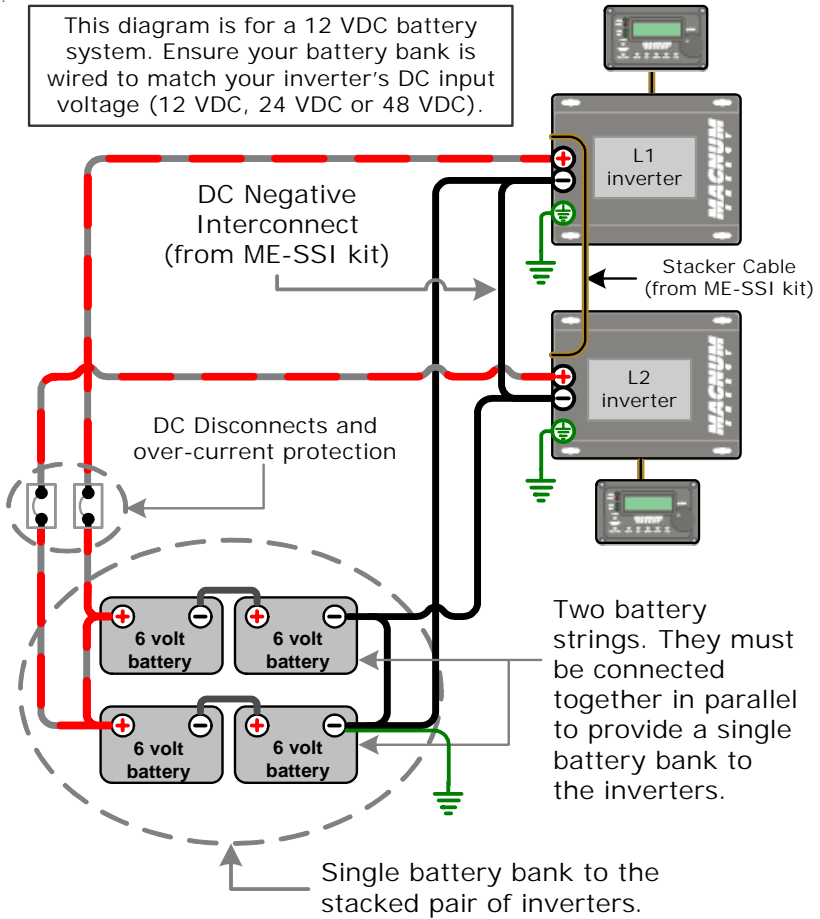 This diagram is for a 12 VDC battery
system. Ensure your battery bank is
wired to match your inverter's DC input
voltage (12 VDC, 24 VDC or 48 VDC).
L1
inverter
MAGNUM
DC Negative
Interconnect
(from ME-SSI kit)
Stacker Cable
(from ME-SSI kit)
L2
inverter
MAGNUM
DC Disconnects and
over-current protection
6 volt
battery
6 volt
battery
6 volt
battery
6 volt
battery
Two battery
strings. They must
be connected
together in parallel
to provide a single
battery bank to
the inverters.
Single battery bank to the
stacked pair of inverters.